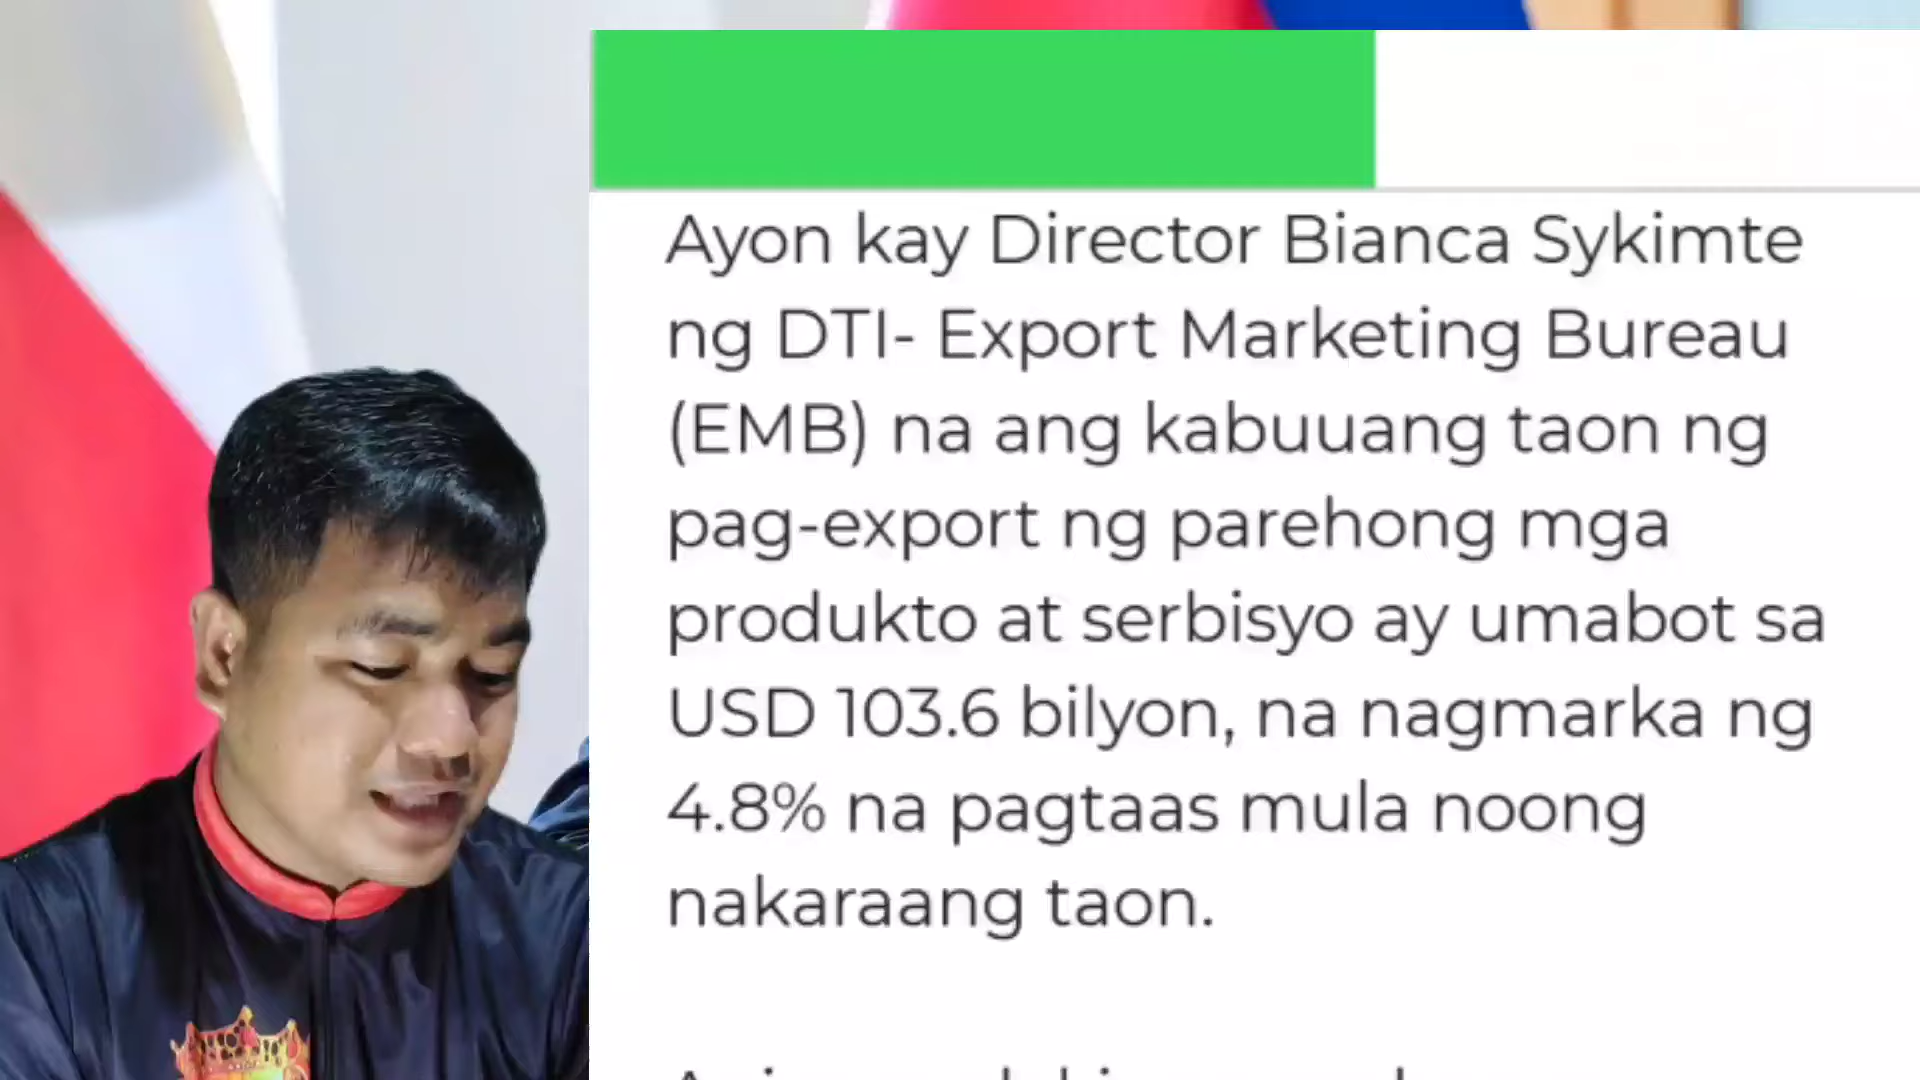 Ayon kay Director Bianca Sykimte
ng DTI- Export Marketing Bureau
(EMB) na ang kabuuang taon ng
pag-export ng parehong mga
produkto at serbisyo ay umabot sa
USD 103.6 bilyon, na nagmarka ng
4.8% na pagtaas mula noong
nakaraang taon.